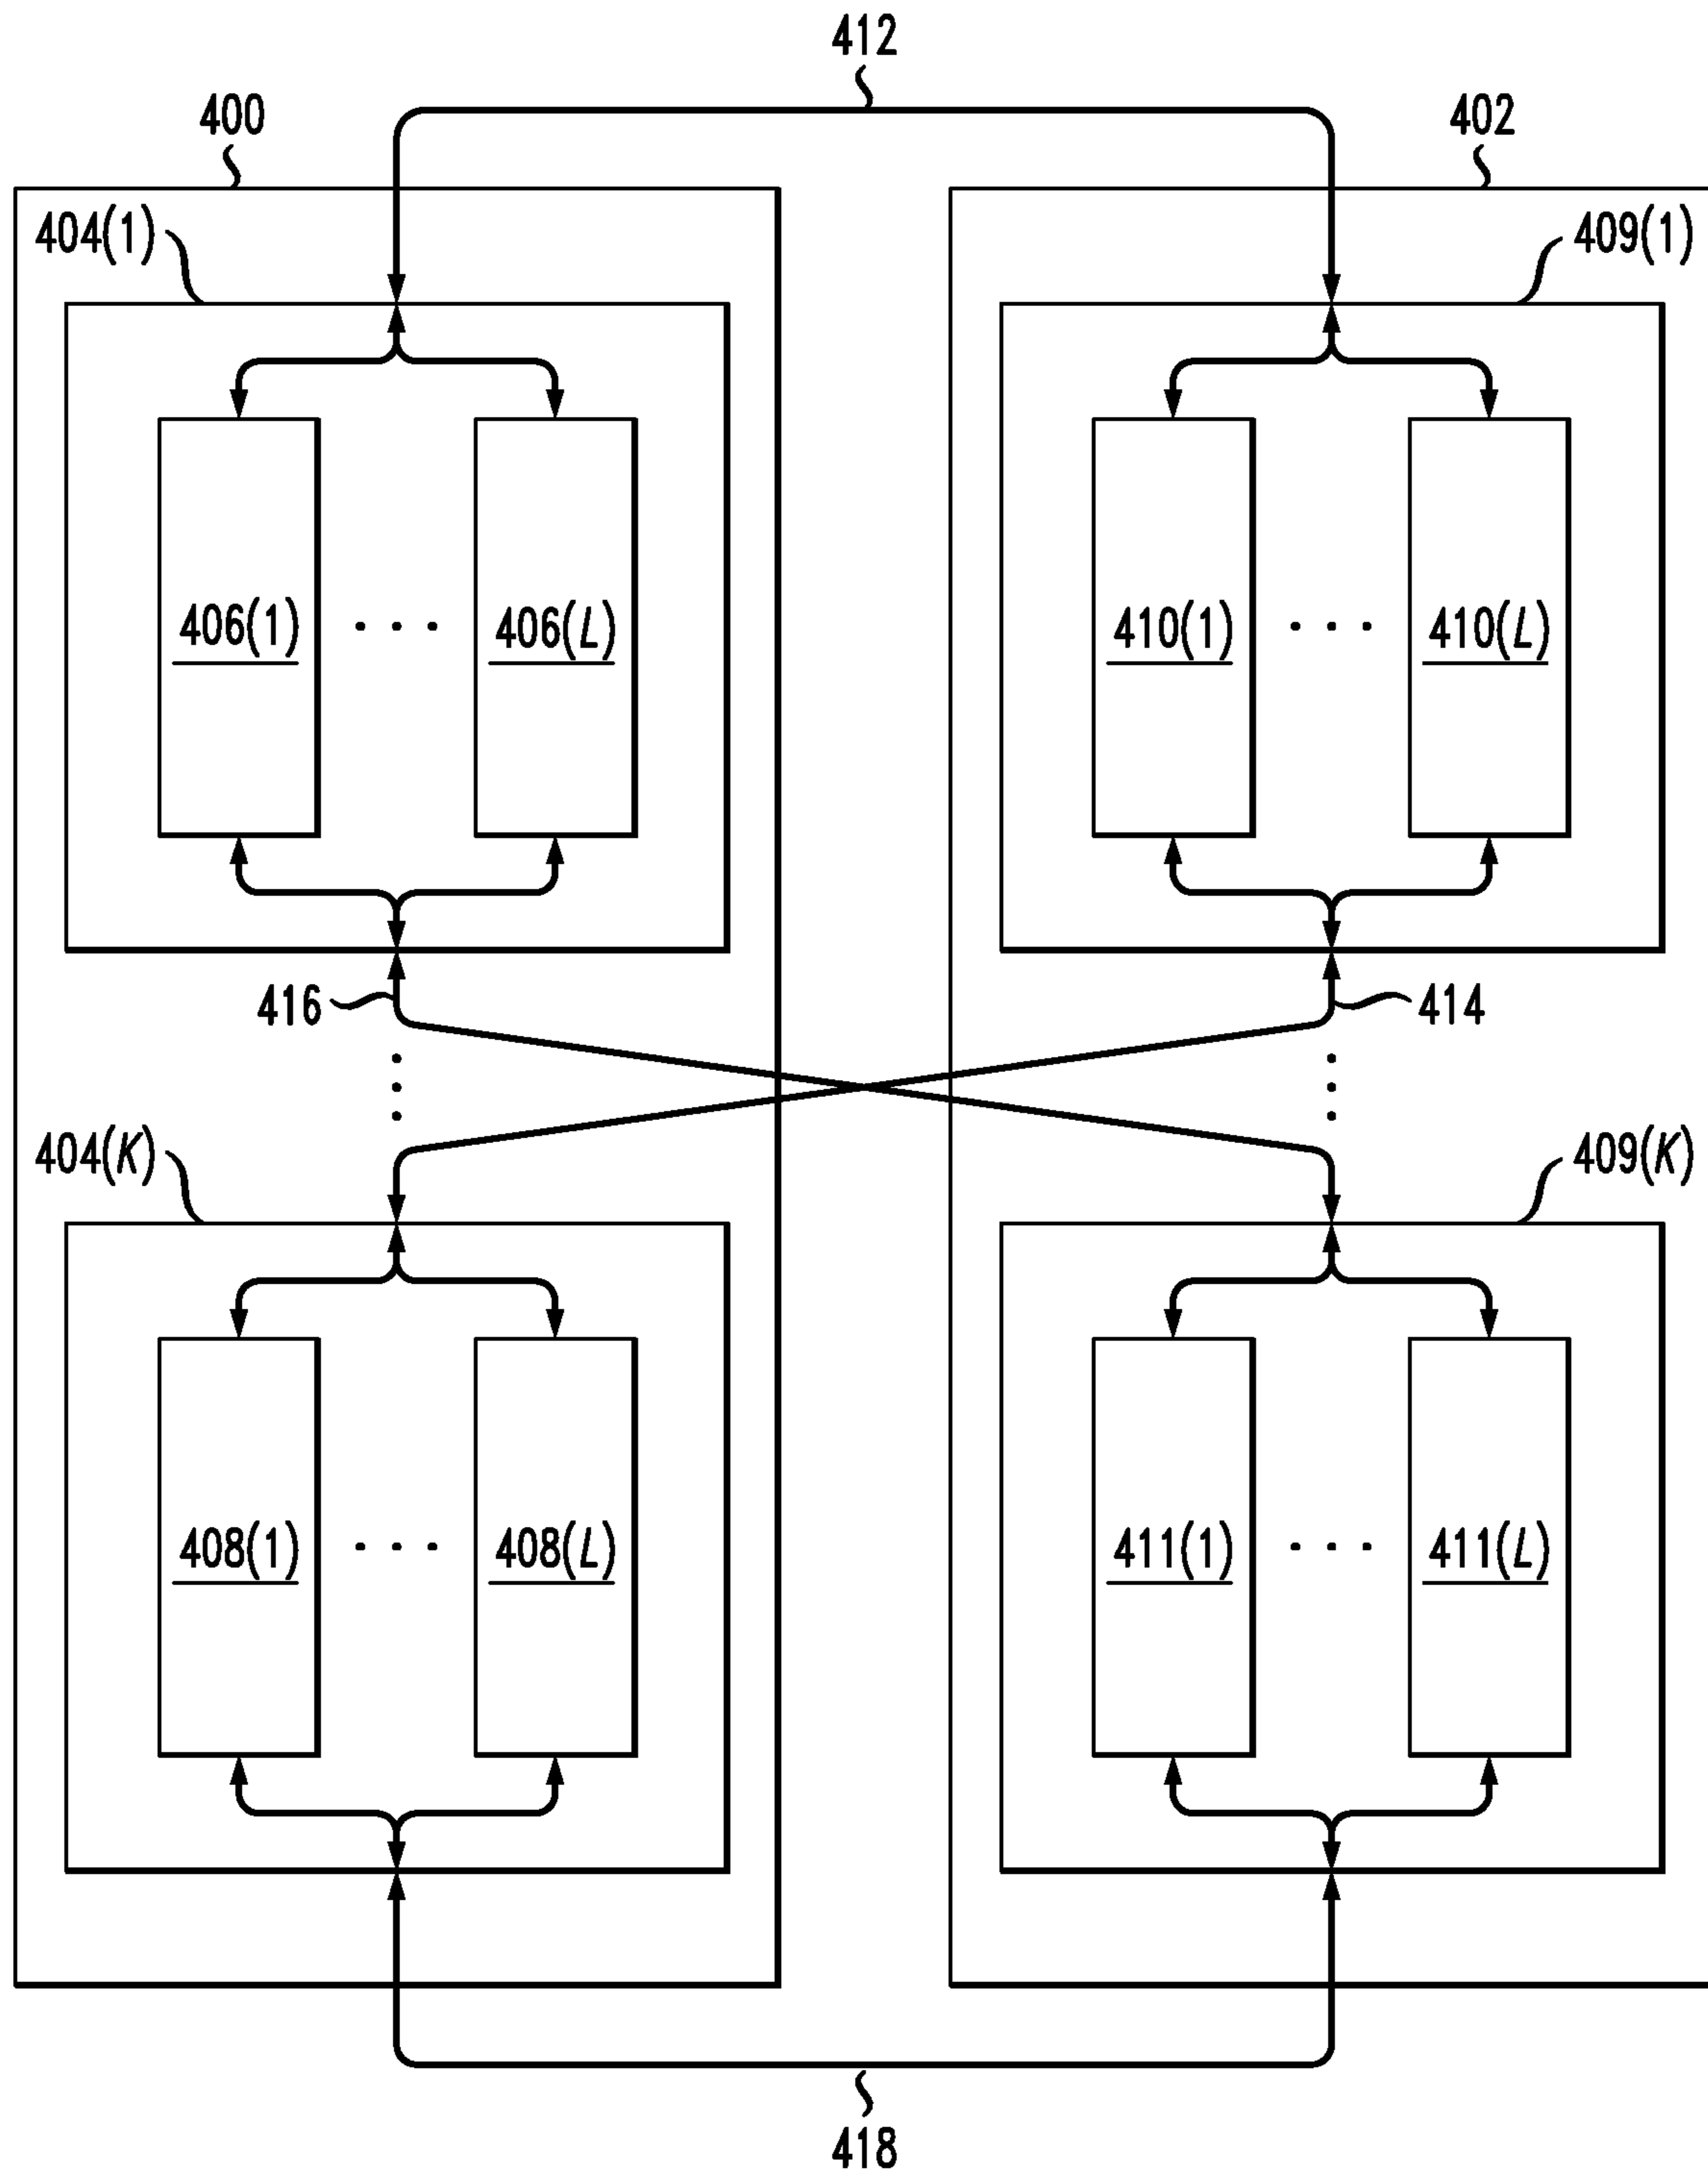 412
400
402
404(1)
409(1)
406(1) . . . 406(L)
410(1) . . . 410(L)
416
414
404(K)
409(K)
408(1) . . . 408(L)
411(1) . . . 411(L)
418